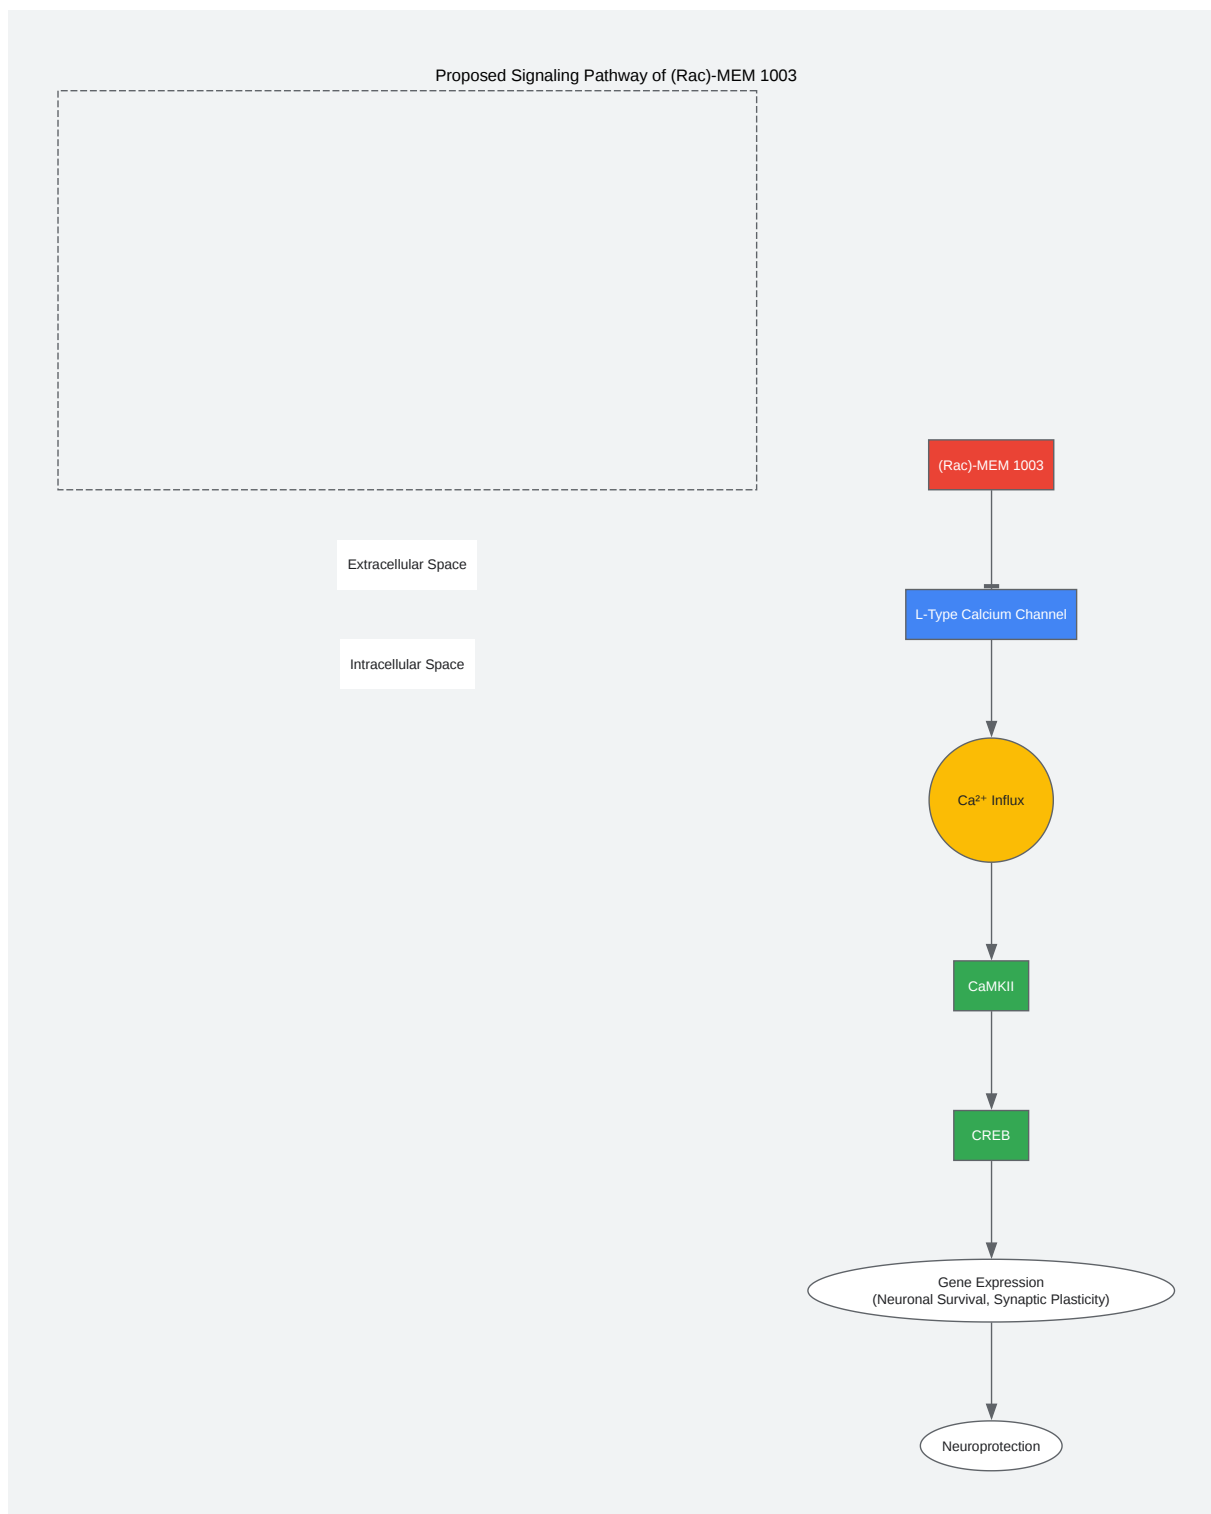 Proposed Signaling Pathway of (Rac)-MEM 1003
(Rac)-MEM 1003
Extracellular Space
L-Type Calcium Channel
Intracellular Space
Ca²⁺ Influx
CaMKII
CREB
Gene Expression
(Neuronal Survival, Synaptic Plasticity)
Neuroprotection